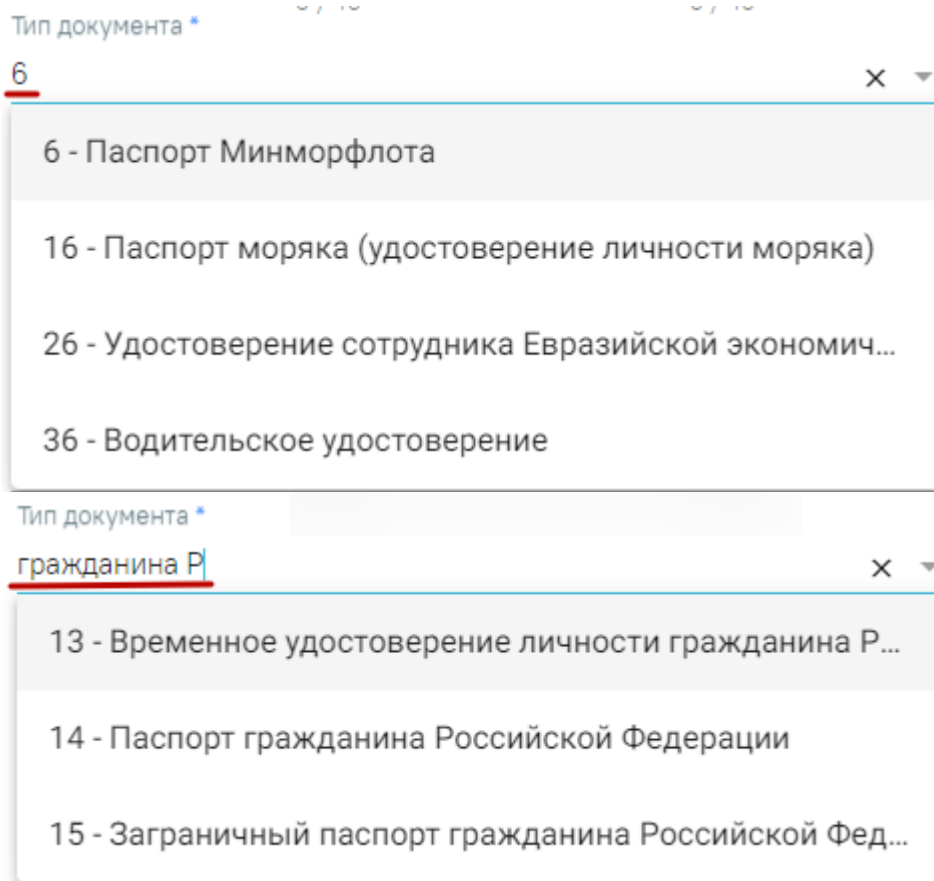 Тип документа *
6
6 - Паспорт Минморфлота
16 - Паспорт моряка (удостоверение личности моряка)
26 - Удостоверение сотрудника Евразийской экономич...
36 - Водительское удостоверение
Тип документа *
гражданина Р
13 - Временное удостоверение личности гражданина Р...
14 - Паспорт гражданина Российской Федерации
15 - Заграничный паспорт гражданина Российской Фед...